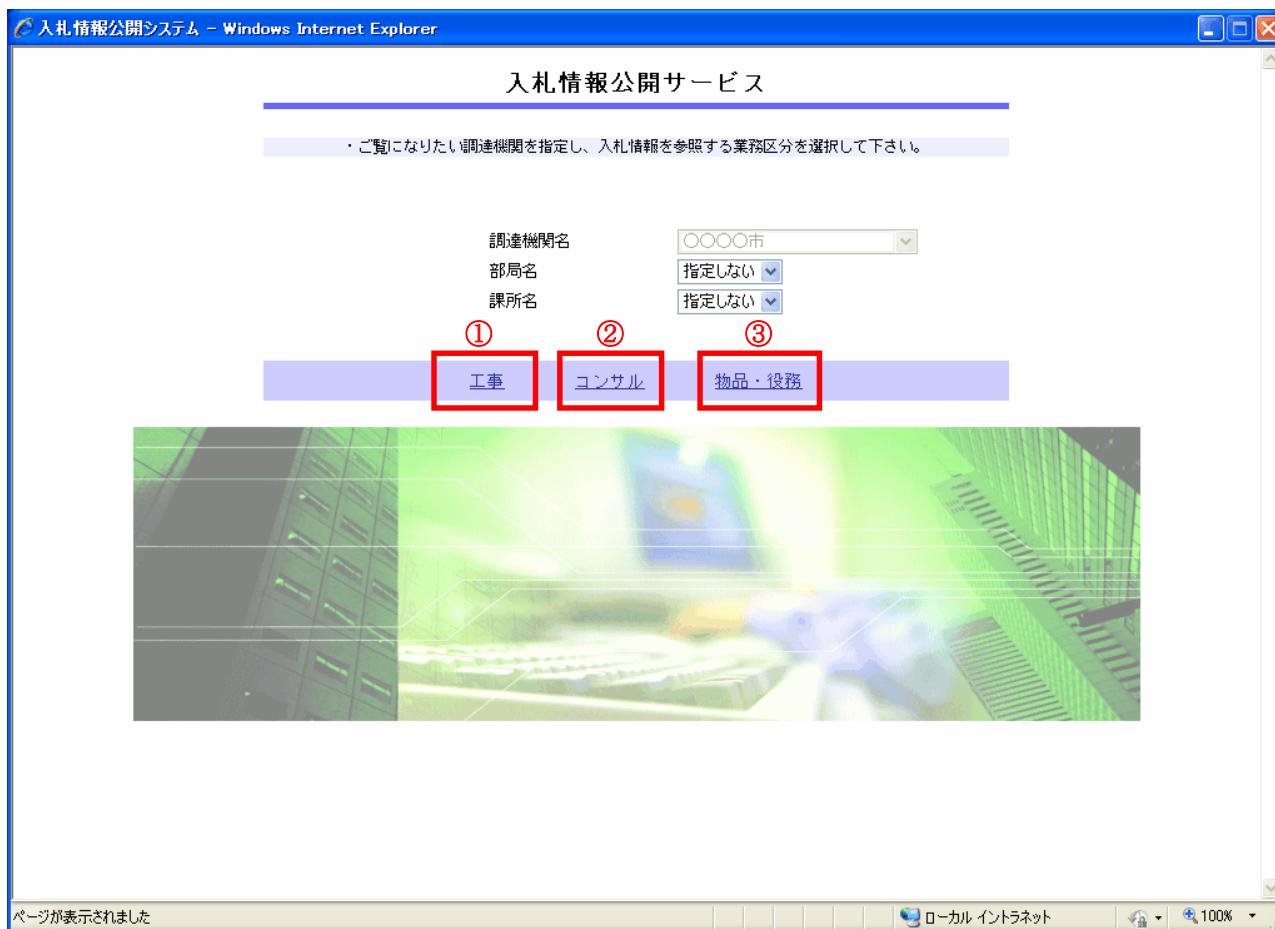 入札情報公開システム - Windows Internet Explorer
入札情報公開サービス
・ご覧になりたい調達機関を指定し、入札情報を参照する業務区分を選択して下さい。
調達機関名 ○○○○市
部局名 指定しない
課所名 指定しない
① ② ③
工事 コンサル 物品・役務
ページが表示されました ローカル イントラネット 100%